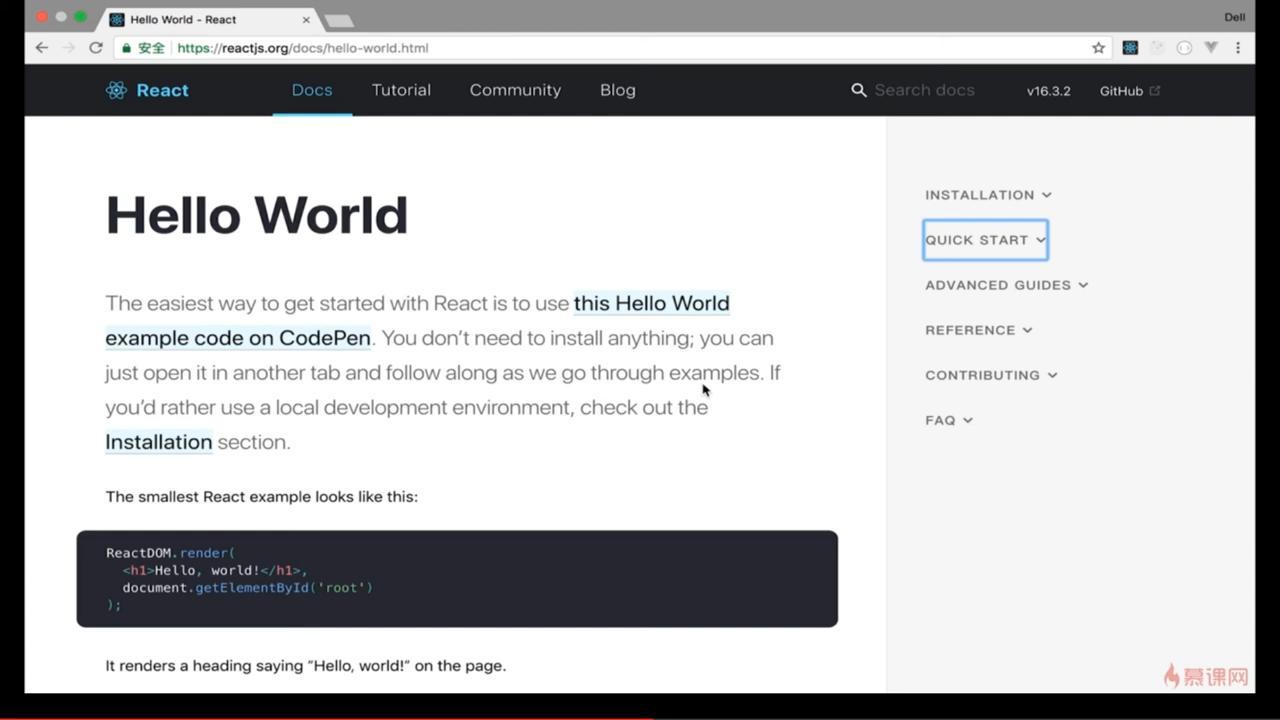 Hello World - React
Dell
安全 https://reactjs.org/docs/hello-world.html
React Docs Tutorial Community Blog Search docs v16.3.2 GitHub
Hello World
The easiest way to get started with React is to use this Hello World
example code on CodePen. You don’t need to install anything; you can
just open it in another tab and follow along as we go through examples. If
you’d rather use a local development environment, check out the
Installation section.
The smallest React example looks like this:
ReactDOM.render(
<h1>Hello, world!</h1>,
document.getElementById('root')
);
It renders a heading saying “Hello, world!” on the page.
INSTALLATION
QUICK START
ADVANCED GUIDES
REFERENCE
CONTRIBUTING
FAQ
慕课网